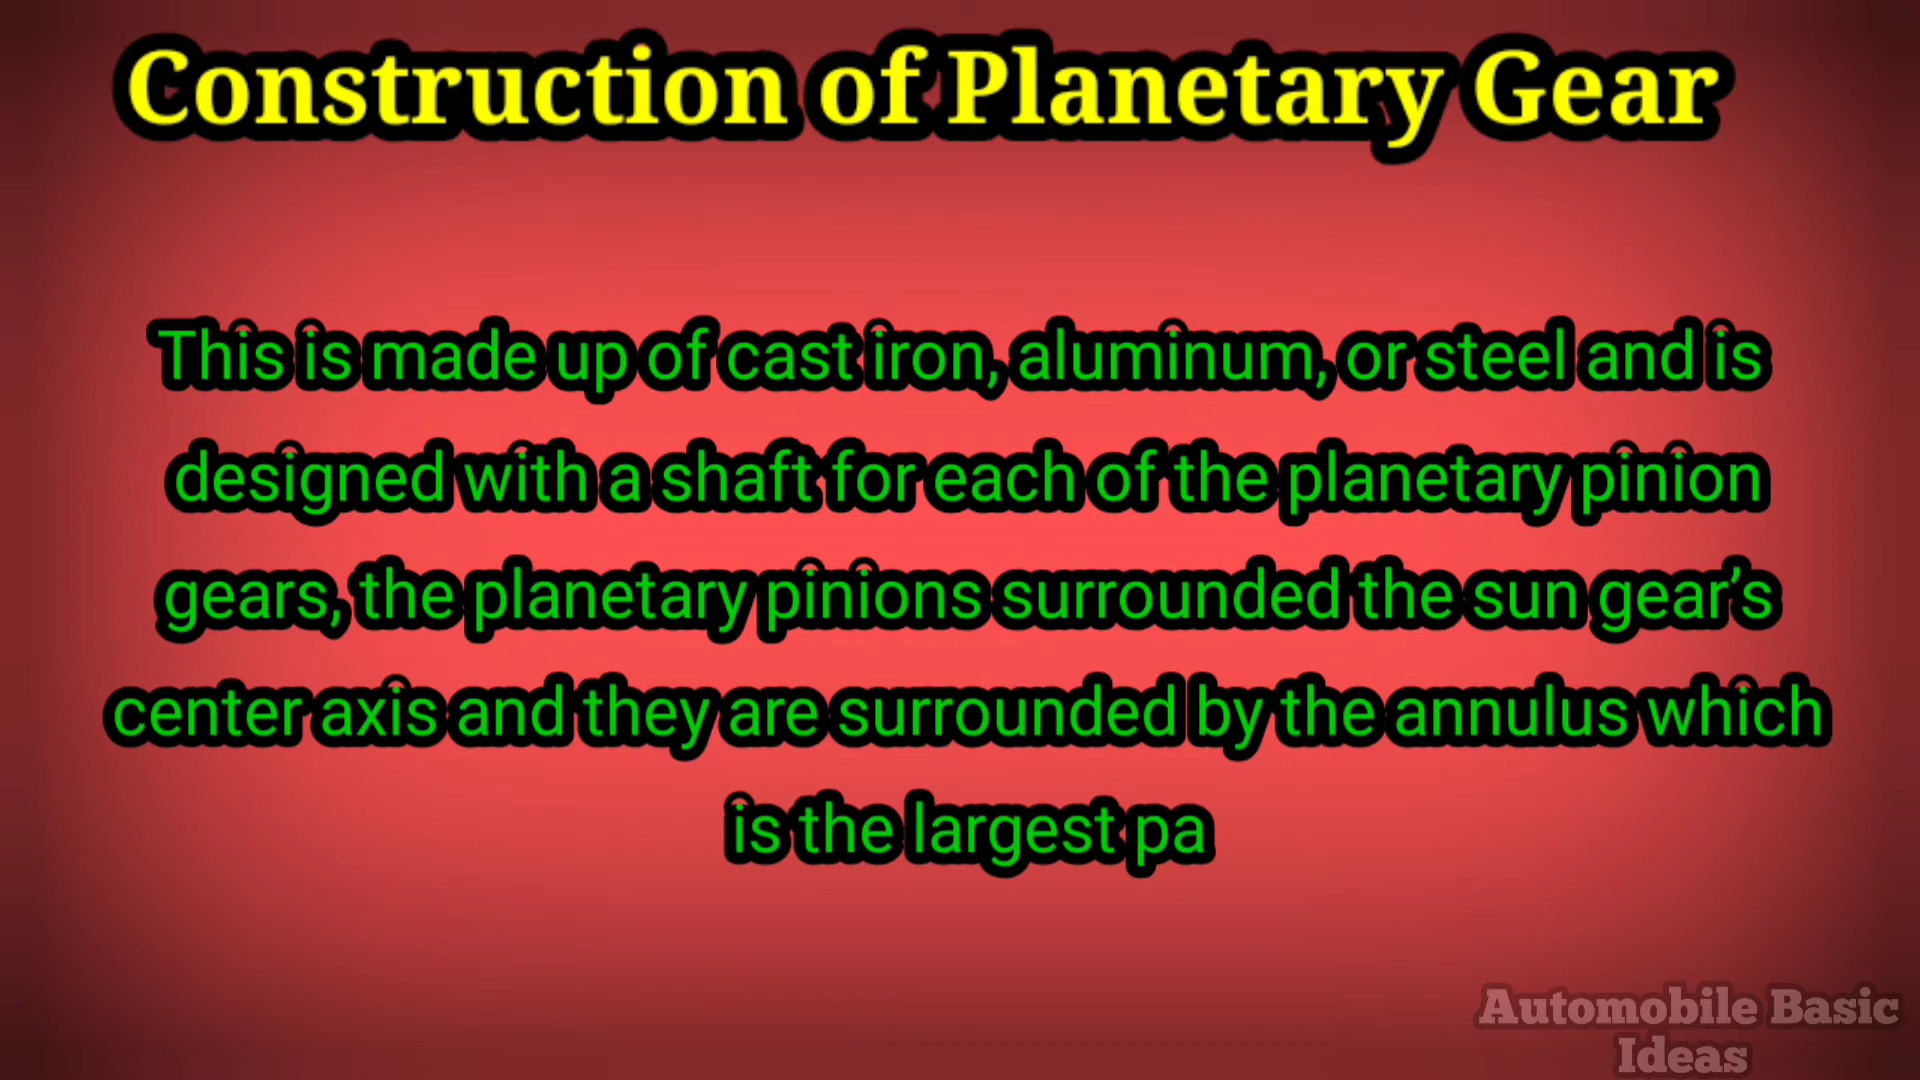 Construction of Planetary Gear
This is made up of cast iron, aluminum, or steel and is
designed with a shaft for each of the planetary pinion
gears, the planetary pinions surrounded the sun gear’s
center axis and they are surrounded by the annulus which
is the largest pa
Automobile Basic
Ideas